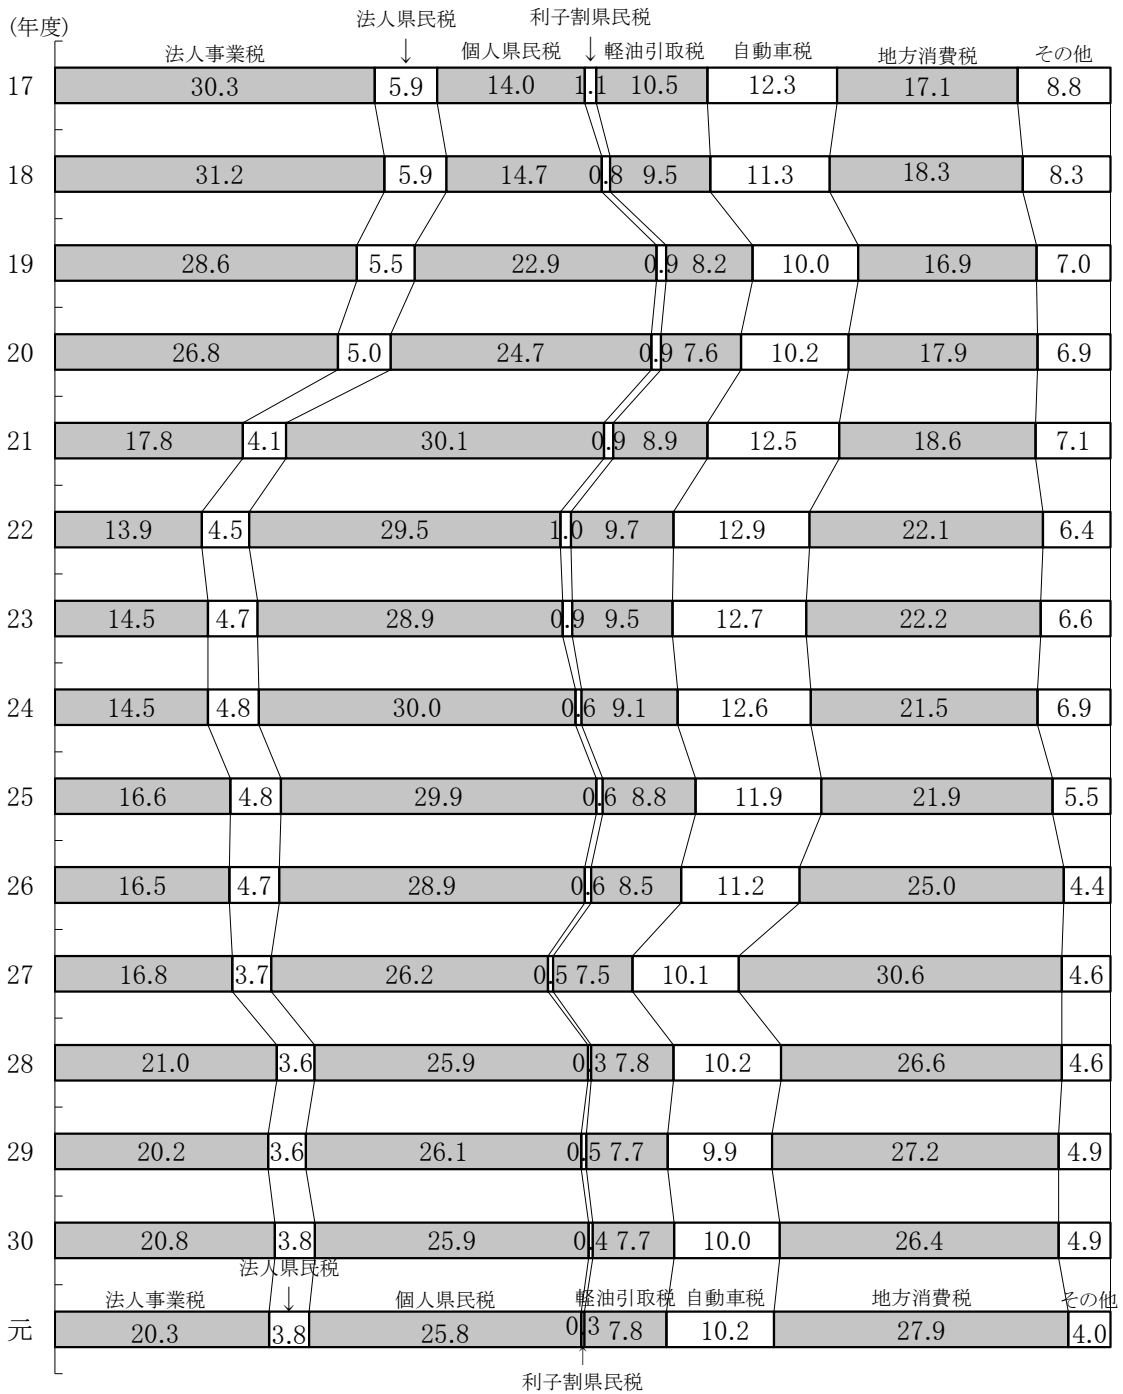 (年度)
法人県民税
利子割県民税
↓
↓
法人事業税 個人県民税 軽油引取税 自動車税 地方消費税 その他
17 30.3 5.9 14.0 1.1 10.5 12.3 17.1 8.8
18 31.2 5.9 14.7 0.8 9.5 11.3 18.3 8.3
19 28.6 5.5 22.9 0.9 8.2 10.0 16.9 7.0
20 26.8 5.0 24.7 0.9 7.6 10.2 17.9 6.9
21 17.8 4.1 30.1 0.9 8.9 12.5 18.6 7.1
22 13.9 4.5 29.5 1.0 9.7 12.9 22.1 6.4
23 14.5 4.7 28.9 0.9 9.5 12.7 22.2 6.6
24 14.5 4.8 30.0 0.6 9.1 12.6 21.5 6.9
25 16.6 4.8 29.9 0.6 8.8 11.9 21.9 5.5
26 16.5 4.7 28.9 0.6 8.5 11.2 25.0 4.4
27 16.8 3.7 26.2 0.5 7.5 10.1 30.6 4.6
28 21.0 3.6 25.9 0.3 7.8 10.2 26.6 4.6
29 20.2 3.6 26.1 0.5 7.7 9.9 27.2 4.9
30 20.8 3.8 25.9 0.4 7.7 10.0 26.4 4.9
法人県民税
↓
法人事業税 個人県民税 軽油引取税 自動車税 地方消費税 その他
元 20.3 3.8 25.8 0.3 7.8 10.2 27.9 4.0
↑
利子割県民税